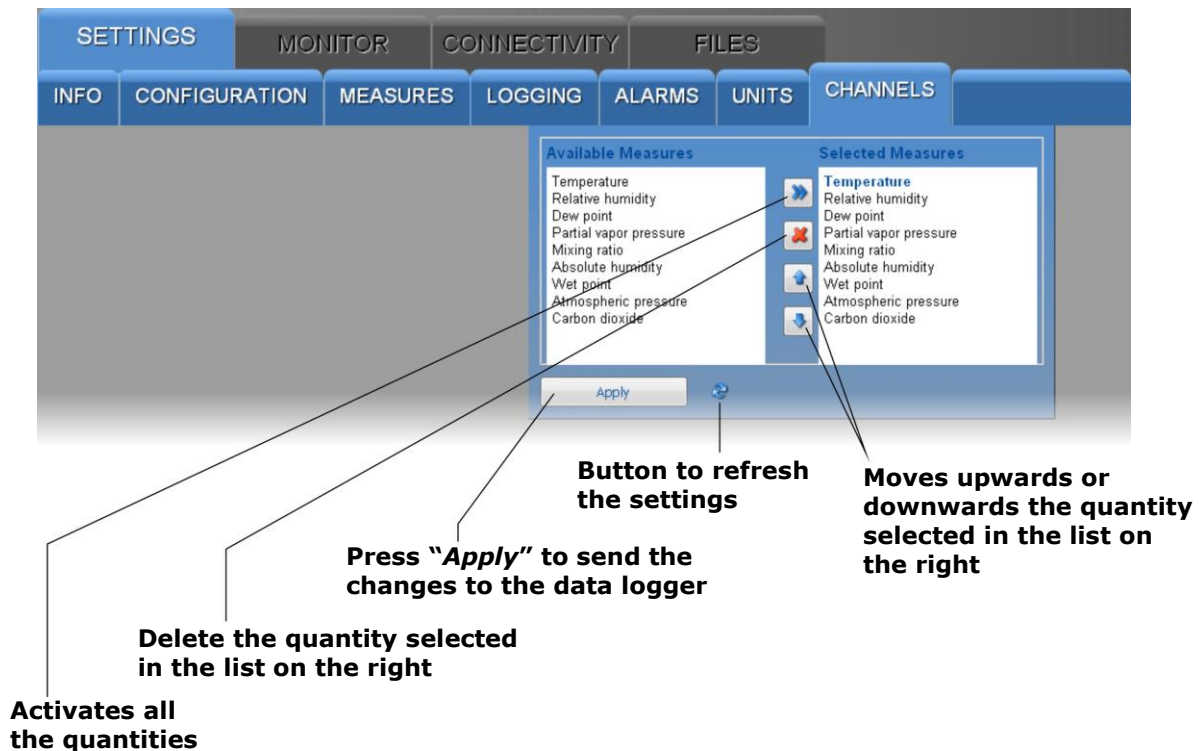 SETTINGS
MONITOR
CONNECTIVITY
FILES
INFO
CONFIGURATION
MEASURES
LOGGING
ALARMS
UNITS
CHANNELS
Available Measures
Temperature
Relative humidity
Dew point
Partial vapor pressure
Mixing ratio
Absolute humidity
Wet point
Atmospheric pressure
Carbon dioxide
Selected Measures
Temperature
Relative humidity
Dew point
Partial vapor pressure
Mixing ratio
Absolute humidity
Wet point
Atmospheric pressure
Carbon dioxide
Apply
Button to refresh
the settings
Moves upwards or
downwards the quantity
selected in the list on
the right
Press “Apply” to send the
changes to the data logger
Delete the quantity selected
in the list on the right
Activates all
the quantities